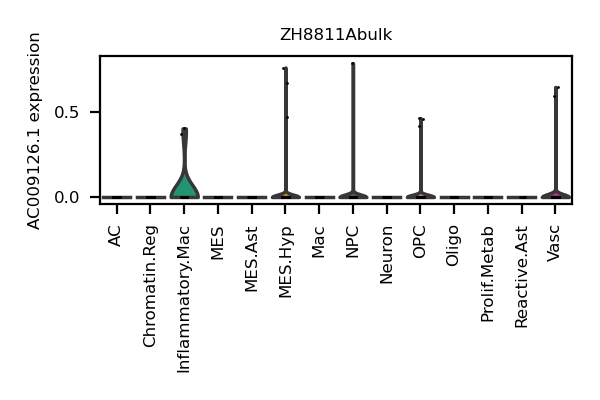 ZH8811Abulk
AC009126.1 expression
0.5
0.0
AC
Chromatin.Reg
Inflammatory.Mac
MES
MES.Ast
MES.Hyp
Mac
NPC
Neuron
OPC
Oligo
Prolif.Metab
Reactive.Ast
Vasc